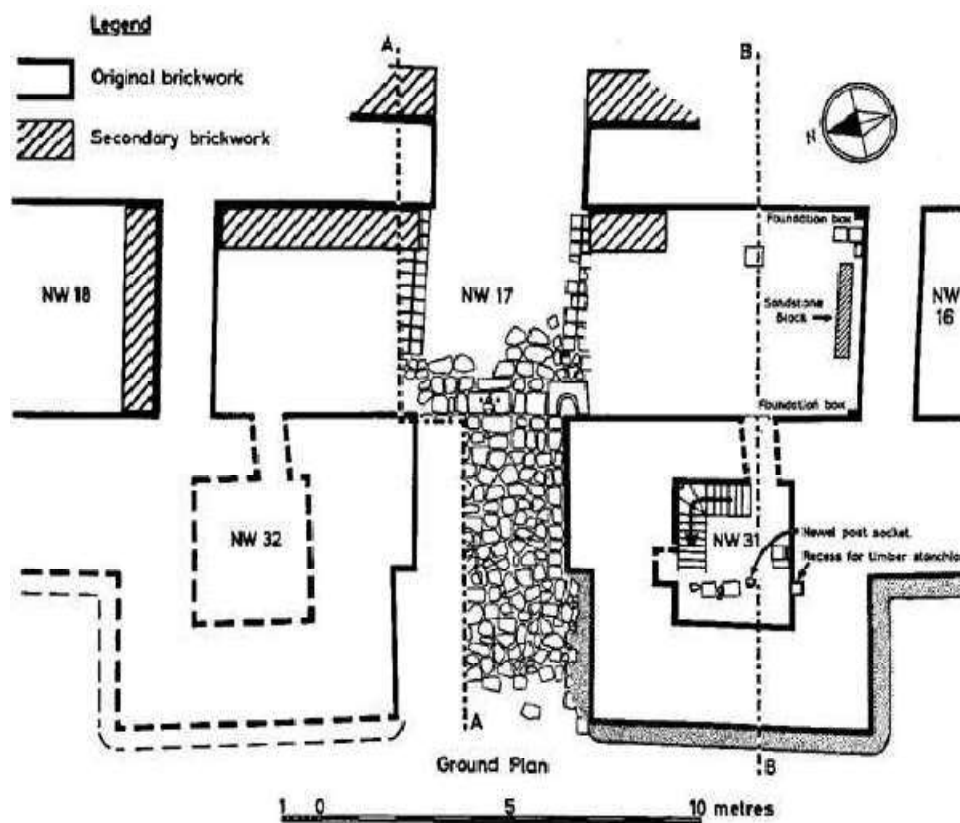 Legend
Original brickwork
Secondary brickwork
A
B
N
Foundation box
NW 18
NW 17
NW
16
Sandstone
Block
Foundation box
NW 32
NW 31
Newel post socket
Recess for timber stanchio
A
B
Ground Plan
1 0 5 10 metres